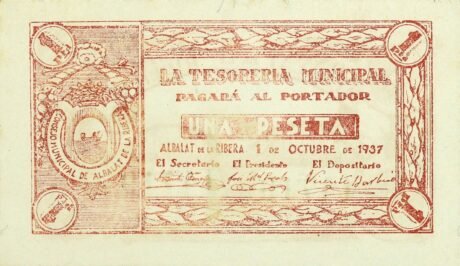 LA TESORERIA MUNICIPAL
PAGARÁ AL PORTADOR
UNA PESETA
ALBALAT DE LA RIBERA 1 DE OCTUBRE DE 1937
El Secretario El Presidente El Depositario
CONSEJO MUNICIPAL DE ALBALAT DE LA RIBERA